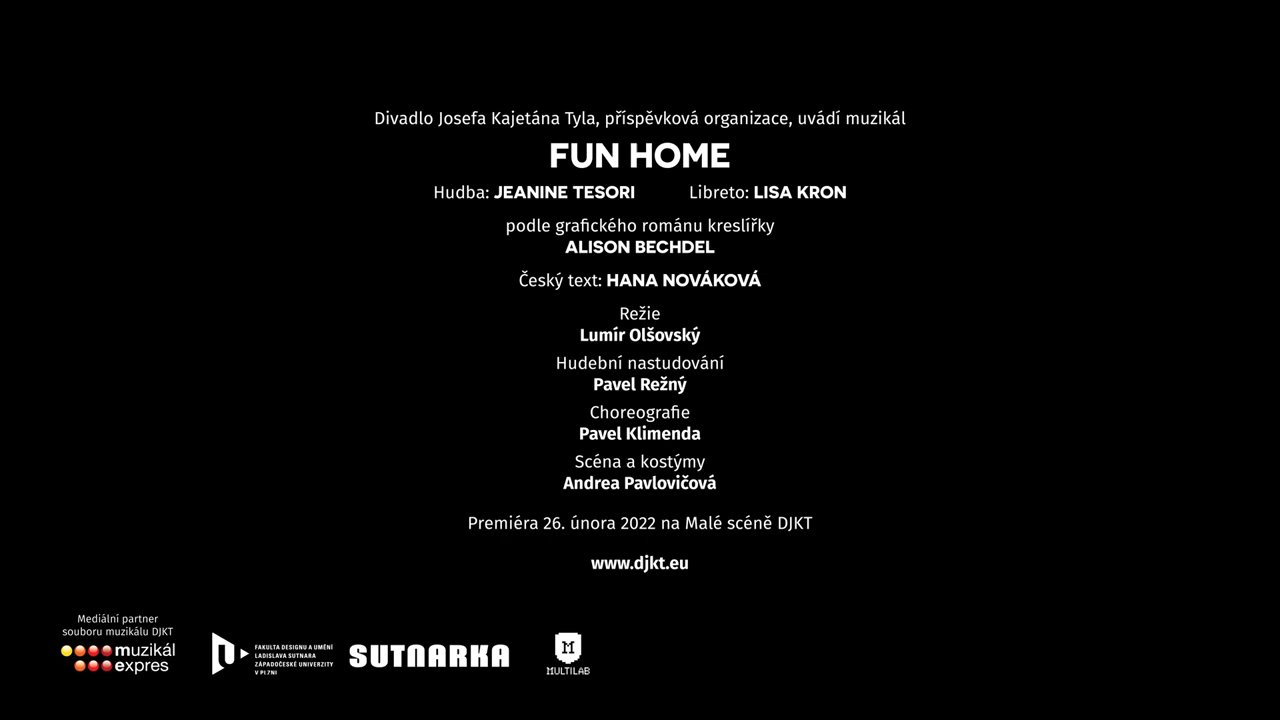 Divadlo Josefa Kajetána Tyla, příspěvková organizace, uvádí muzikál
FUN HOME
Hudba: JEANINE TESORI Libreto: LISA KRON
podle grafického románu kreslířky
ALISON BECHDEL
Český text: HANA NOVÁKOVÁ
Režie
Lumír Olšovský
Hudební nastudování
Pavel Režný
Choreografie
Pavel Klimenda
Scéna a kostýmy
Andrea Pavlovičová
Premiéra 26. února 2022 na Malé scéně DJKT
www.djkt.eu
Mediální partner
souboru muzikálu DJKT
muzikál
expres
FAKULTA DESIGNU A UMĚNÍ
LADISLAVA SUTNARA
ZÁPADOČESKÉ UNIVERZITY
V PLZNI
SUTNARKA
M
MULTILAB